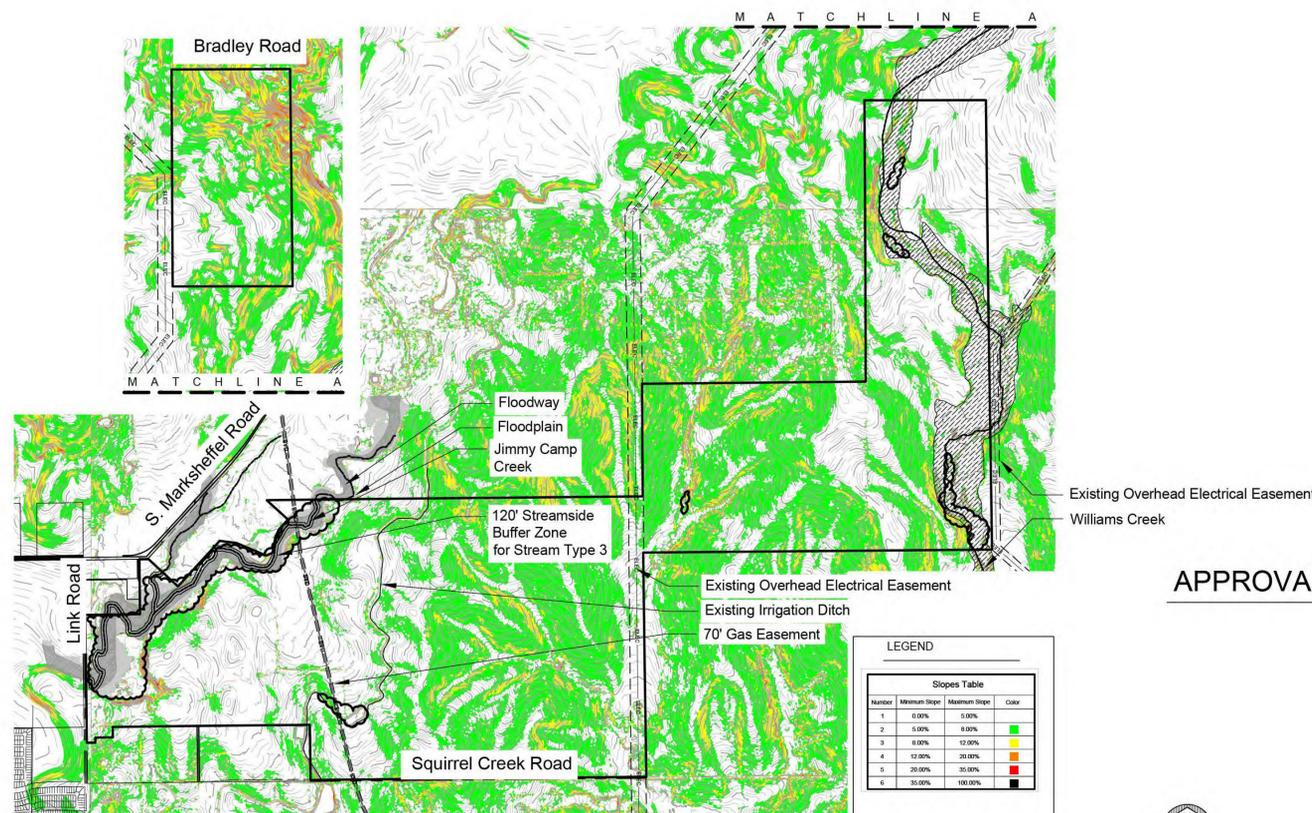 M A T C H L I N E A
Bradley Road
M A T C H L I N E A
S. Marksheffel Road
Floodway
Floodplain
Jimmy Camp
Creek
120' Streamside
Buffer Zone
for Stream Type 3
Link Road
Existing Overhead Electrical Easement
Existing Irrigation Ditch
70' Gas Easement
Squirrel Creek Road
Existing Overhead Electrical Easemen
Williams Creek
APPROVA
LEGEND
Slopes Table
Number Minimum Slope Maximum Slope Color
1 0.00% 5.00%
2 5.00% 8.00%
3 8.00% 12.00%
4 12.00% 20.00%
5 20.00% 35.00%
6 35.00% 100.00%